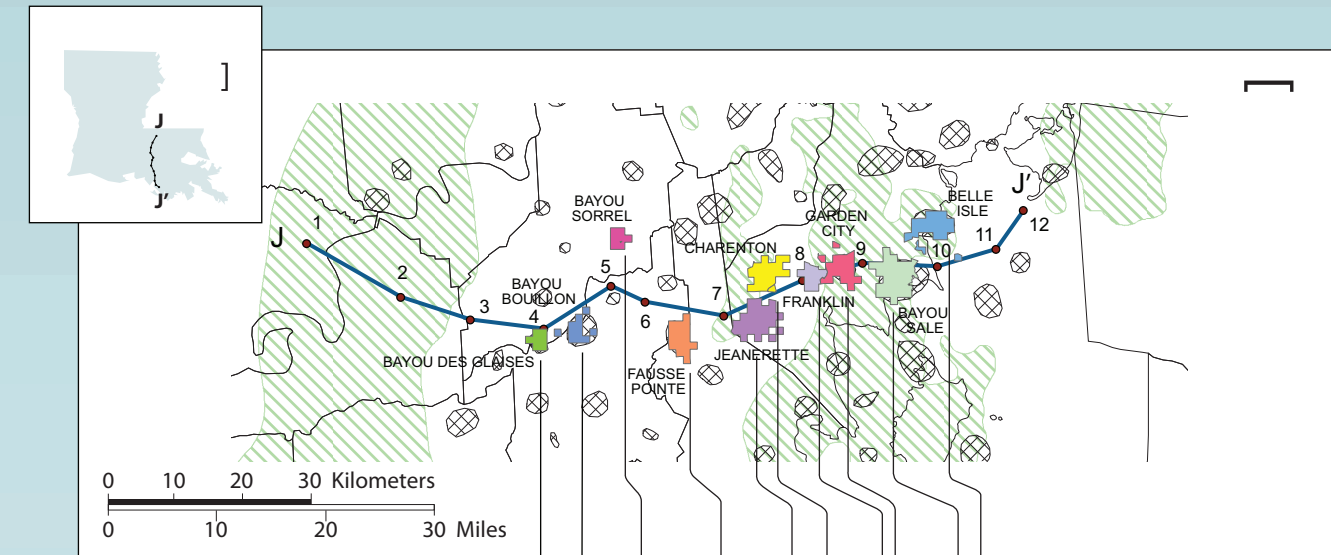 J
J'
]
J
1
2
3
4
5
6
7
8
9
10
11
12
J’
BAYOU
SORREL
CHARENTON
GARDEN
CITY
BELLE
ISLE
BAYOU
BOUILLON
FRANKLIN
BAYOU
SALE
BAYOU DES GLAISES
FAUSSE
POINTE
JEANERETTE
0 10 20 30 Kilometers
0 10 20 30 Miles